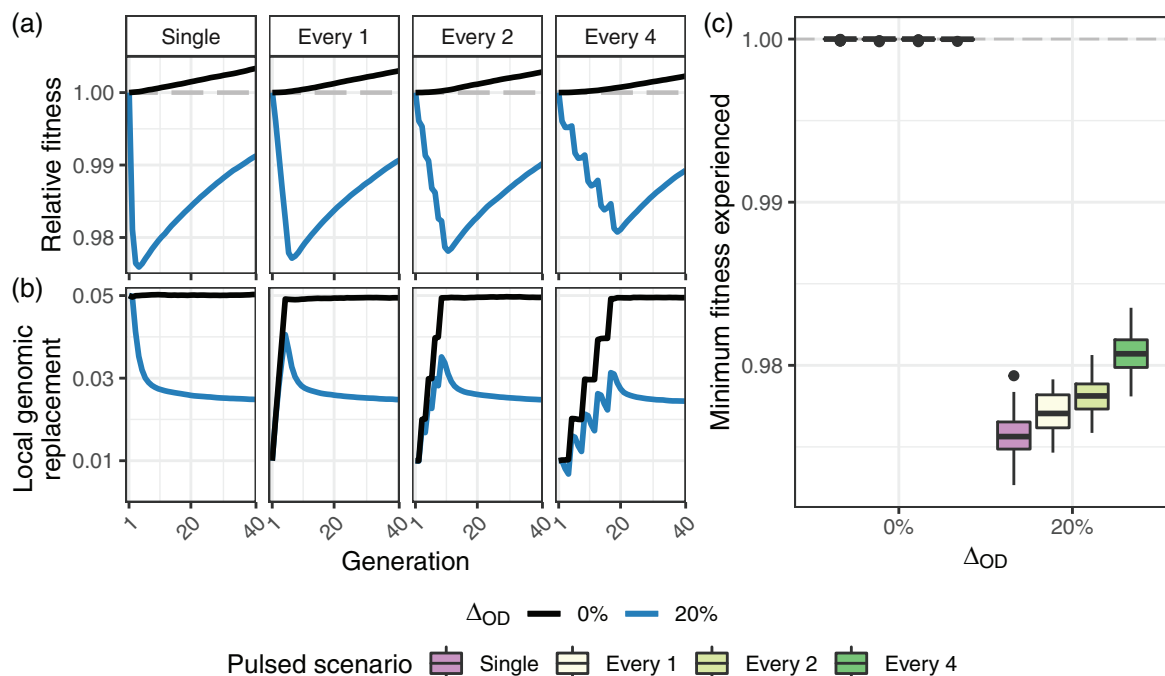 (a)
Single
Every 1
Every 2
Every 4
Relative fitness
1.00
0.99
0.98
(b)
Local genomic
replacement
0.05
0.03
0.01
1
20
40
1
20
40
1
20
40
1
20
40
Generation
(c)
Minimum fitness experienced
1.00
0.99
0.98
0%
20%
ΔOD
ΔOD 0% 20%
Pulsed scenario Single Every 1 Every 2 Every 4